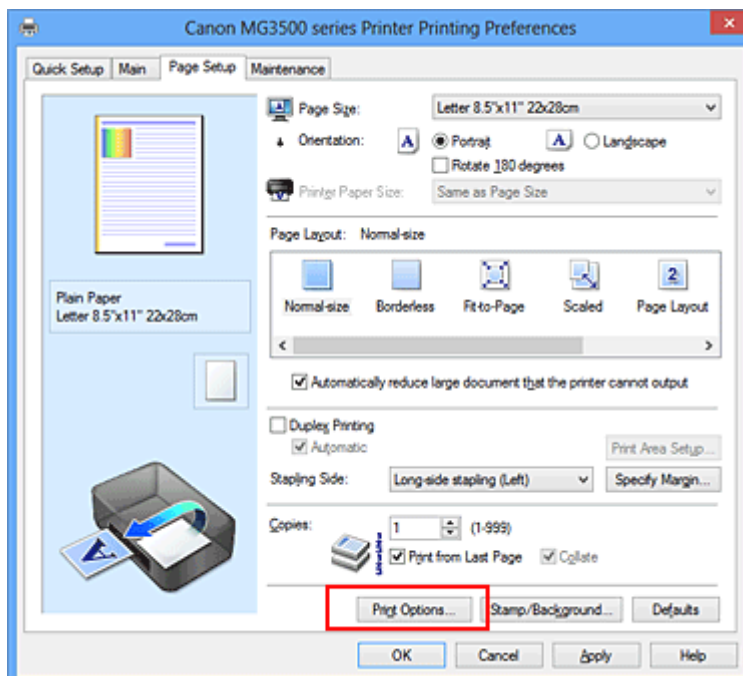 Canon MG3500 series Printer Printing Preferences
Quick Setup Main Page Setup Maintenance
Page Size: Letter 8.5"x11" 22x28cm
Orientation: A Portrait A Landscape
Rotate 180 degrees
Printer Paper Size: Same as Page Size
Page Layout: Normal-size
Normal-size Borderless Fit-to-Page Scaled Page Layout
Plain Paper
Letter 8.5"x11" 22x28cm
Automatically reduce large document that the printer cannot output
Duplex Printing
Automatic Print Area Setup...
Stapling Side: Long-side stapling (Left) Specify Margin...
Copies: 1 (1-999)
Print from Last Page Collate
Print Options... Stamp/Background... Defaults
OK Cancel Apply Help